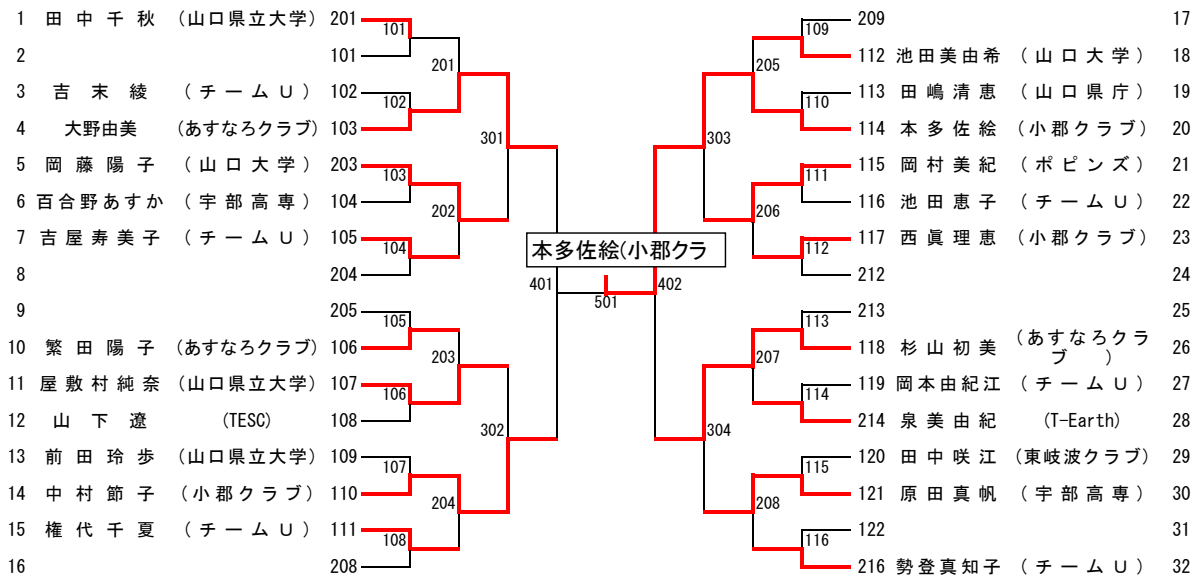 1 田中千秋 (山口県立大学) 201
2 101
3 吉末綾 (チームU) 102
4 大野由美 (あすなろクラブ) 103
5 岡藤陽子 (山口大学) 203
6 百合野あすか (宇部高専) 104
7 吉屋寿美子 (チームU) 105
8 204
9 205
10 繁田陽子 (あすなろクラブ) 106
11 屋敷村純奈 (山口県立大学) 107
12 山下遼 (TESC) 108
13 前田玲歩 (山口県立大学) 109
14 中村節子 (小郡クラブ) 110
15 権代千夏 (チームU) 111
16 208
101
102
103
104
105
106
107
108
201
202
203
204
301
302
401
本多佐絵(小郡クラ
501
402
303
304
205
206
207
208
109
110
111
112
113
114
115
116
209 17
112 池田美由希 (山口大学) 18
113 田嶋清恵 (山口県庁) 19
114 本多佐絵 (小郡クラブ) 20
115 岡村美紀 (ポピンズ) 21
116 池田恵子 (チームU) 22
117 西眞理恵 (小郡クラブ) 23
212 24
213 25
118 杉山初美 (あすなろクラ
ブ) 26
119 岡本由紀江 (チームU) 27
214 泉美由紀 (T-Earth) 28
120 田中咲江 (東岐波クラブ) 29
121 原田真帆 (宇部高専) 30
122 31
216 勢登真知子 (チームU) 32